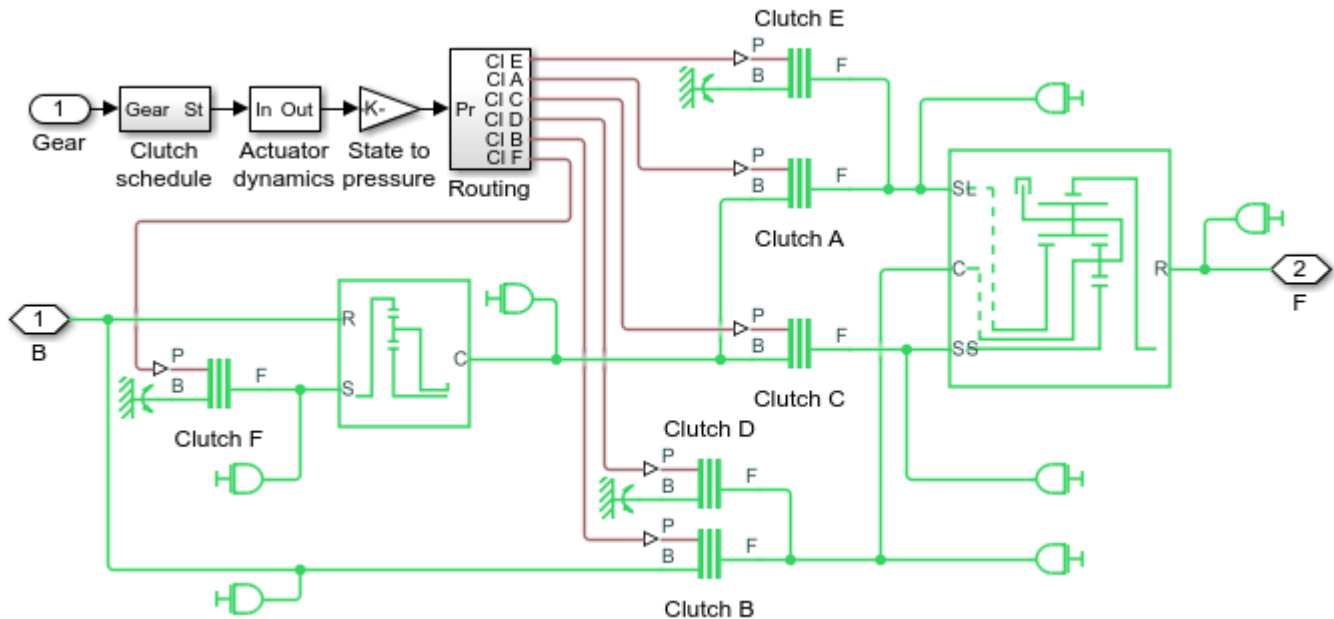 Clutch E
P
B
F
1
Gear
Gear St
Clutch
schedule
In Out
Actuator
dynamics
-K-
State to
pressure
Pr
Cl E
Cl A
Cl C
Cl D
Cl B
Cl F
Routing
P
B
F
Clutch A
SL
C
SS
R
2
F
1
B
R
S
C
P
B
F
Clutch F
P
B
F
Clutch C
Clutch D
P
B
F
P
B
F
Clutch B